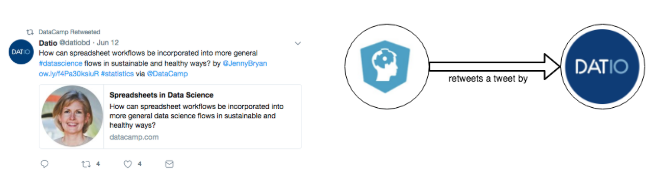 DataCamp Retweeted
Datio @datiobd · Jun 12
How can spreadsheet workflows be incorporated into more general
#datascience flows in sustainable and healthy ways? by @JennyBryan
ow.ly/f4Pa30ksluR #statistics via @DataCamp
Spreadsheets in Data Science
How can spreadsheet workflows be incorporated into
more general data science flows in sustainable and
healthy ways?
datacamp.com
4 4
DATIO
retweets a tweet by
DATIO